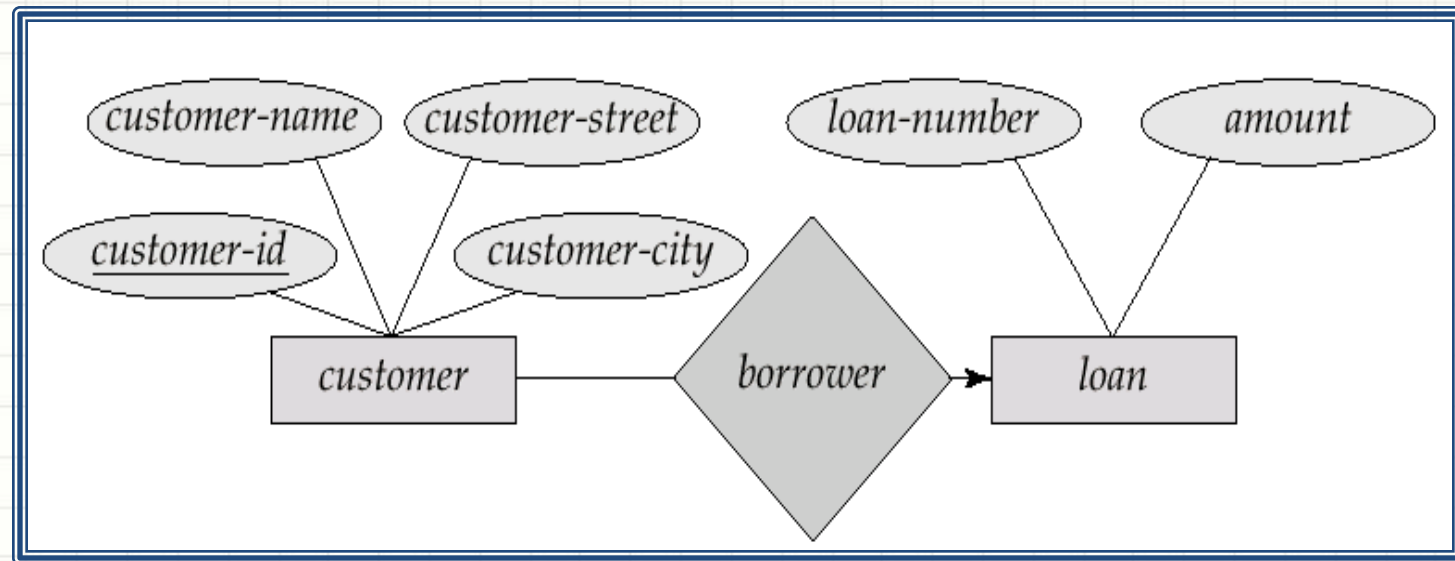 customer-name customer-street loan-number amount
customer-id customer-city
customer borrower loan